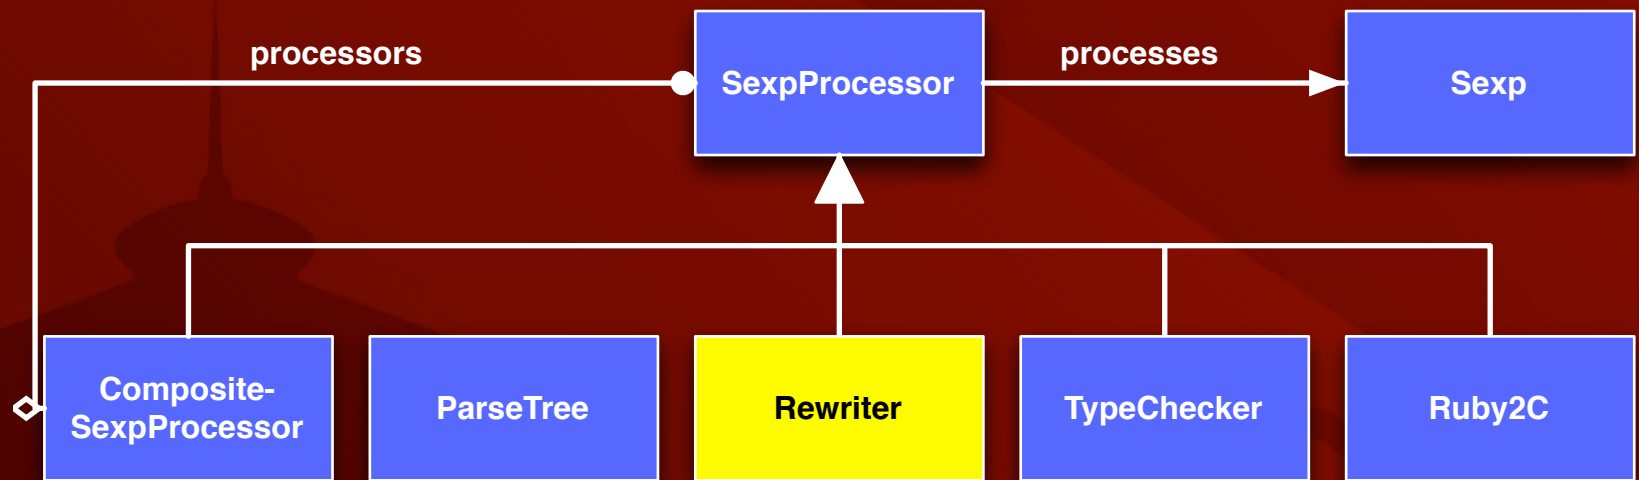 processors
SexpProcessor
processes
Sexp
Composite-
SexpProcessor
ParseTree
Rewriter
TypeChecker
Ruby2C